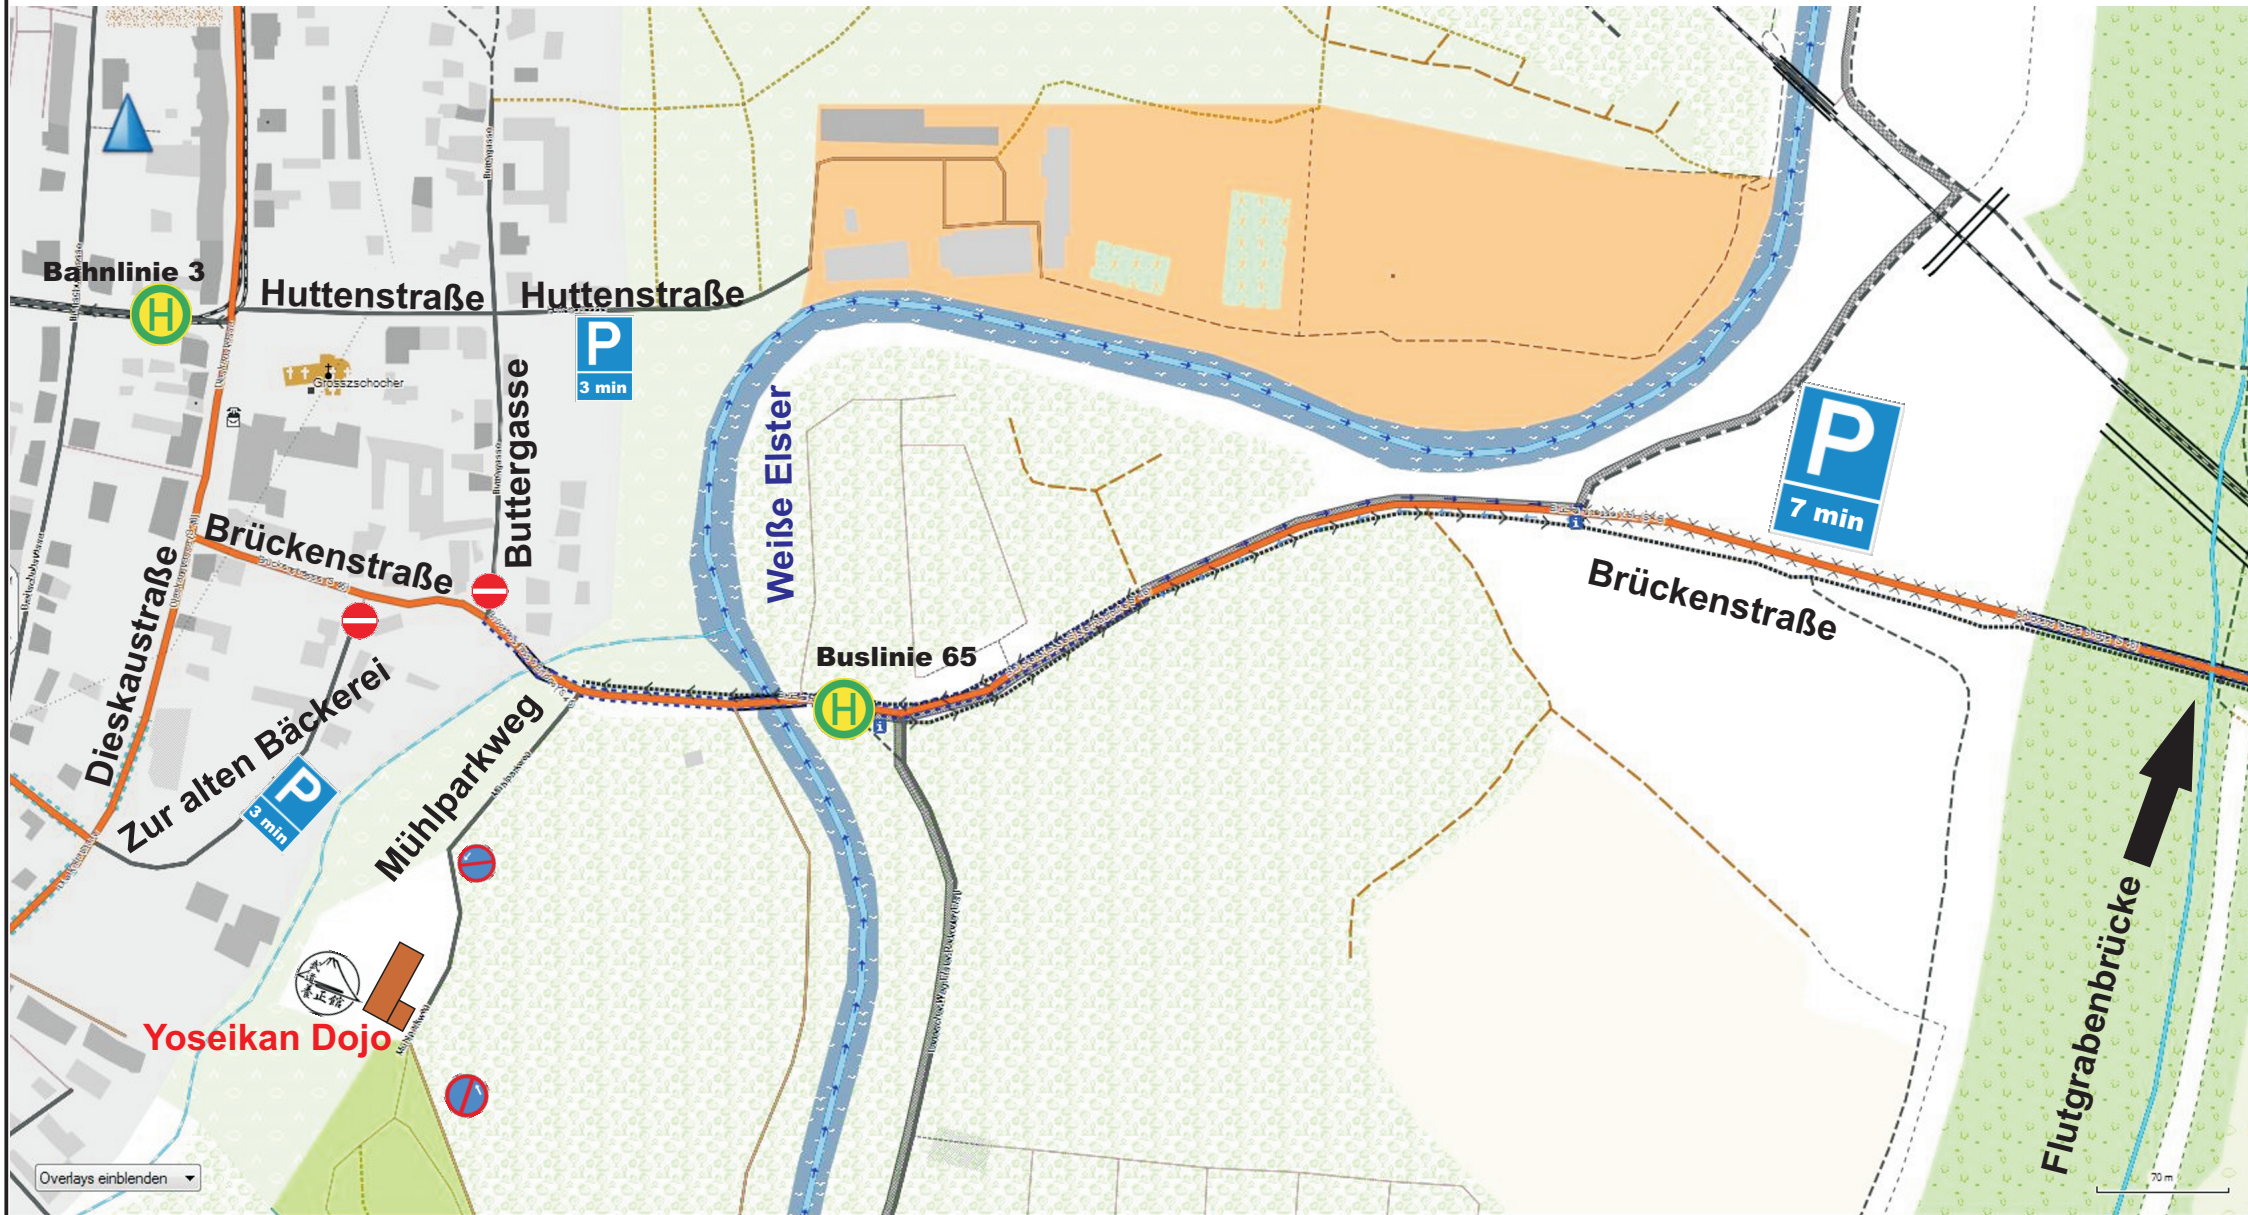 Bahnlinie 3
H
Huttenstraße
Huttenstraße
P
3 min
Grosszschocher
Buttergasse
Weiße Elster
P
7 min
Brückenstraße
Brückenstraße
Dieskaustraße
Zur alten Bäckerei
P
3 min
Mühlparkweg
Mühlparkweg
Buslinie 65
H
i
i
Yoseikan Dojo
Flutgrabenbrücke
Overlays einblenden
70 m